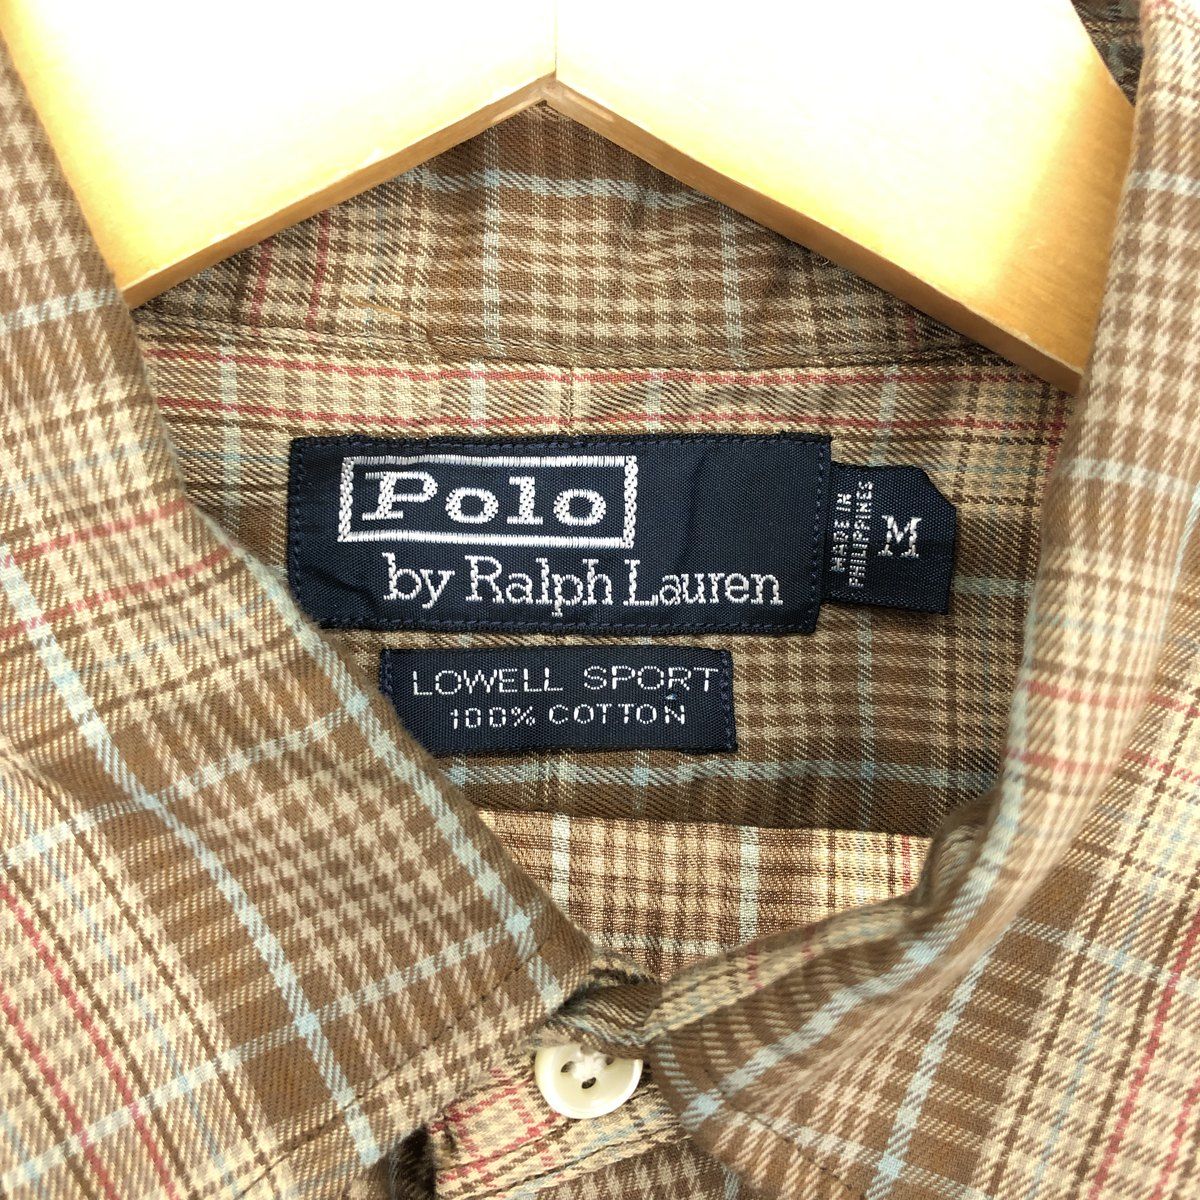 Polo
by Ralph Lauren
MADE IN
PHILIPPINES
M
LOWELL SPORT
100% COTTON